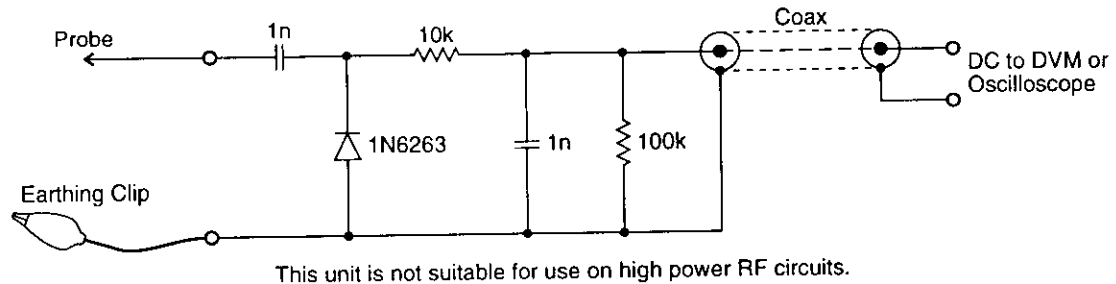 Probe
1n
10k
Coax
DC to DVM or
Oscilloscope
1N6263
1n
100k
Earthing Clip
This unit is not suitable for use on high power RF circuits.